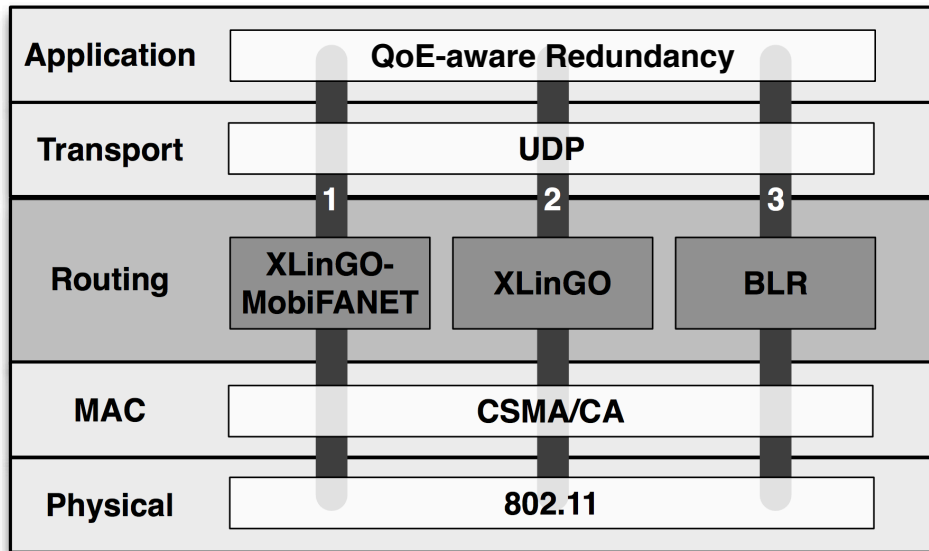 Application
QoE-aware Redundancy
Transport
UDP
1
2
3
Routing
XLinGO-
MobiFANET
XLinGO
BLR
MAC
CSMA/CA
Physical
802.11